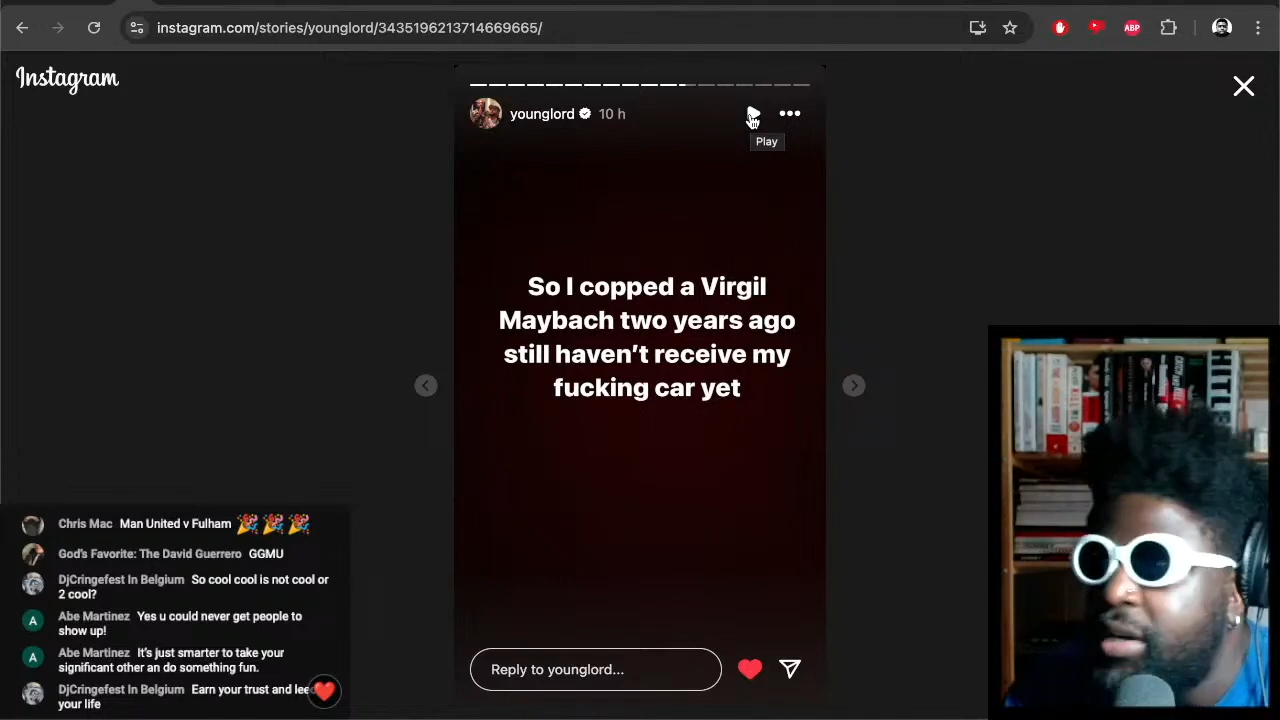 instagram.com/stories/younglord/3435196213714669665/
ABP
Instagram
younglord 10 h
Play
So I copped a Virgil
Maybach two years ago
still haven’t receive my
fucking car yet
Reply to younglord...
Chris Mac Man United v Fulham 🎉 🎉 🎉
God's Favorite: The David Guerrero GGMU
DjCringefest In Belgium So cool cool is not cool or
2 cool?
A Abe Martinez Yes u could never get people to
show up!
A Abe Martinez It's just smarter to take your
significant other an do something fun.
DjCringefest In Belgium Earn your trust and lee
your life
HITLER